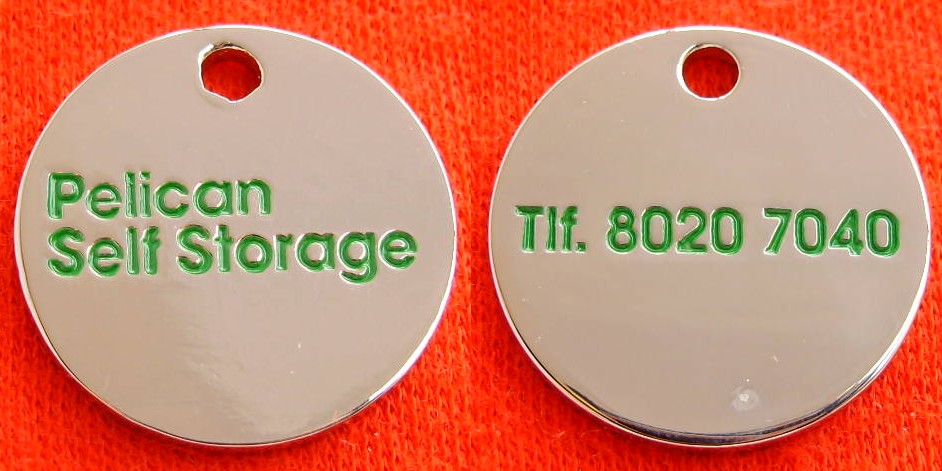 Pelican
Self Storage
Tlf. 8020 7040